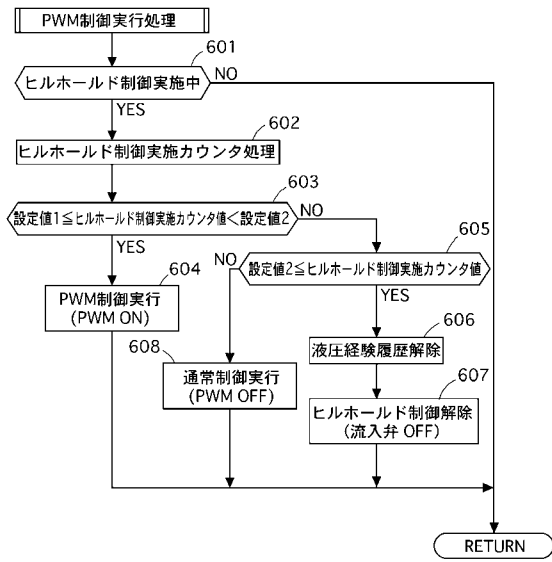 PWM制御実行処理
601
ヒルホールド制御実施中
NO
YES
602
ヒルホールド制御実施カウンタ処理
603
設定値1≦ヒルホールド制御実施カウンタ値<設定値2
NO
YES
605
NO
設定値2≦ヒルホールド制御実施カウンタ値
604
YES
PWM制御実行
(PWM ON)
606
608
液圧経験履歴解除
通常制御実行
(PWM OFF)
607
ヒルホールド制御解除
(流入弁 OFF)
RETURN